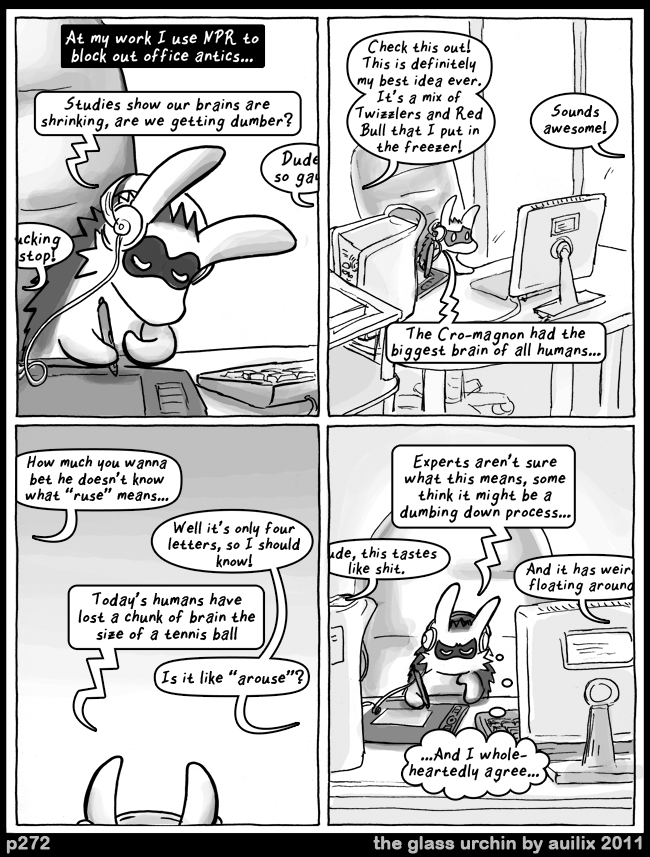 At my work I use NPR to
block out office antics...
Studies show our brains are
shrinking, are we getting dumber?
Dude
so ga
ucking
stop!
Check this out!
This is definitely
my best idea ever.
It's a mix of
Twizzlers and Red
Bull that I put in
the freezer!
Sounds
awesome!
The Cro-magnon had the
biggest brain of all humans...
How much you wanna
bet he doesn't know
what "ruse" means...
Well it's only four
letters, so I should
know!
Today's humans have
lost a chunk of brain the
size of a tennis ball
Is it like "arouse"?
Experts aren't sure
what this means, some
think it might be a
dumbing down process...
ude, this tastes
like shit.
And it has weir
floating around
...And I whole-
heartedly agree...
p272
the glass urchin by auilix 2011